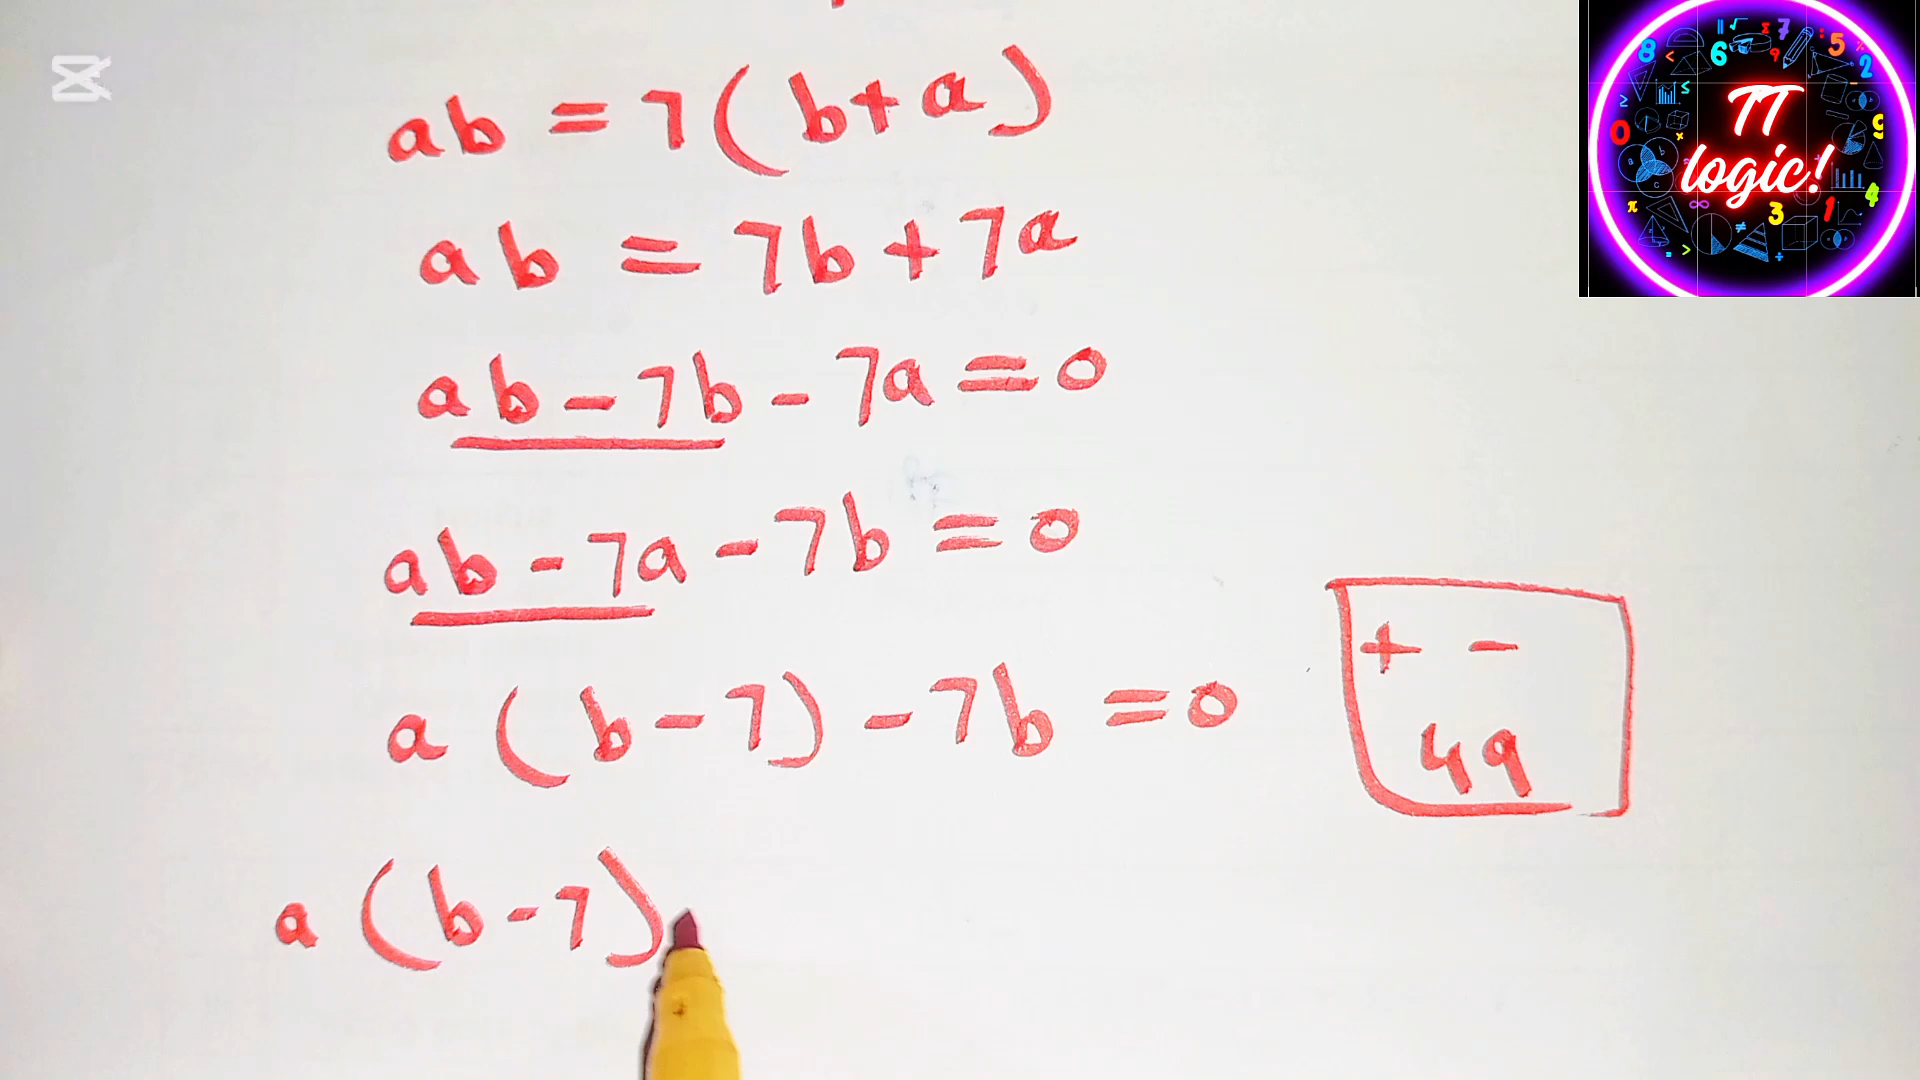 ab = 7(b+a)
ab = 7b+7a
ab-7b-7a=0
ab-7a-7b=0
a(b-7)-7b=0
+ -
49
a(b-7)
π
logic!